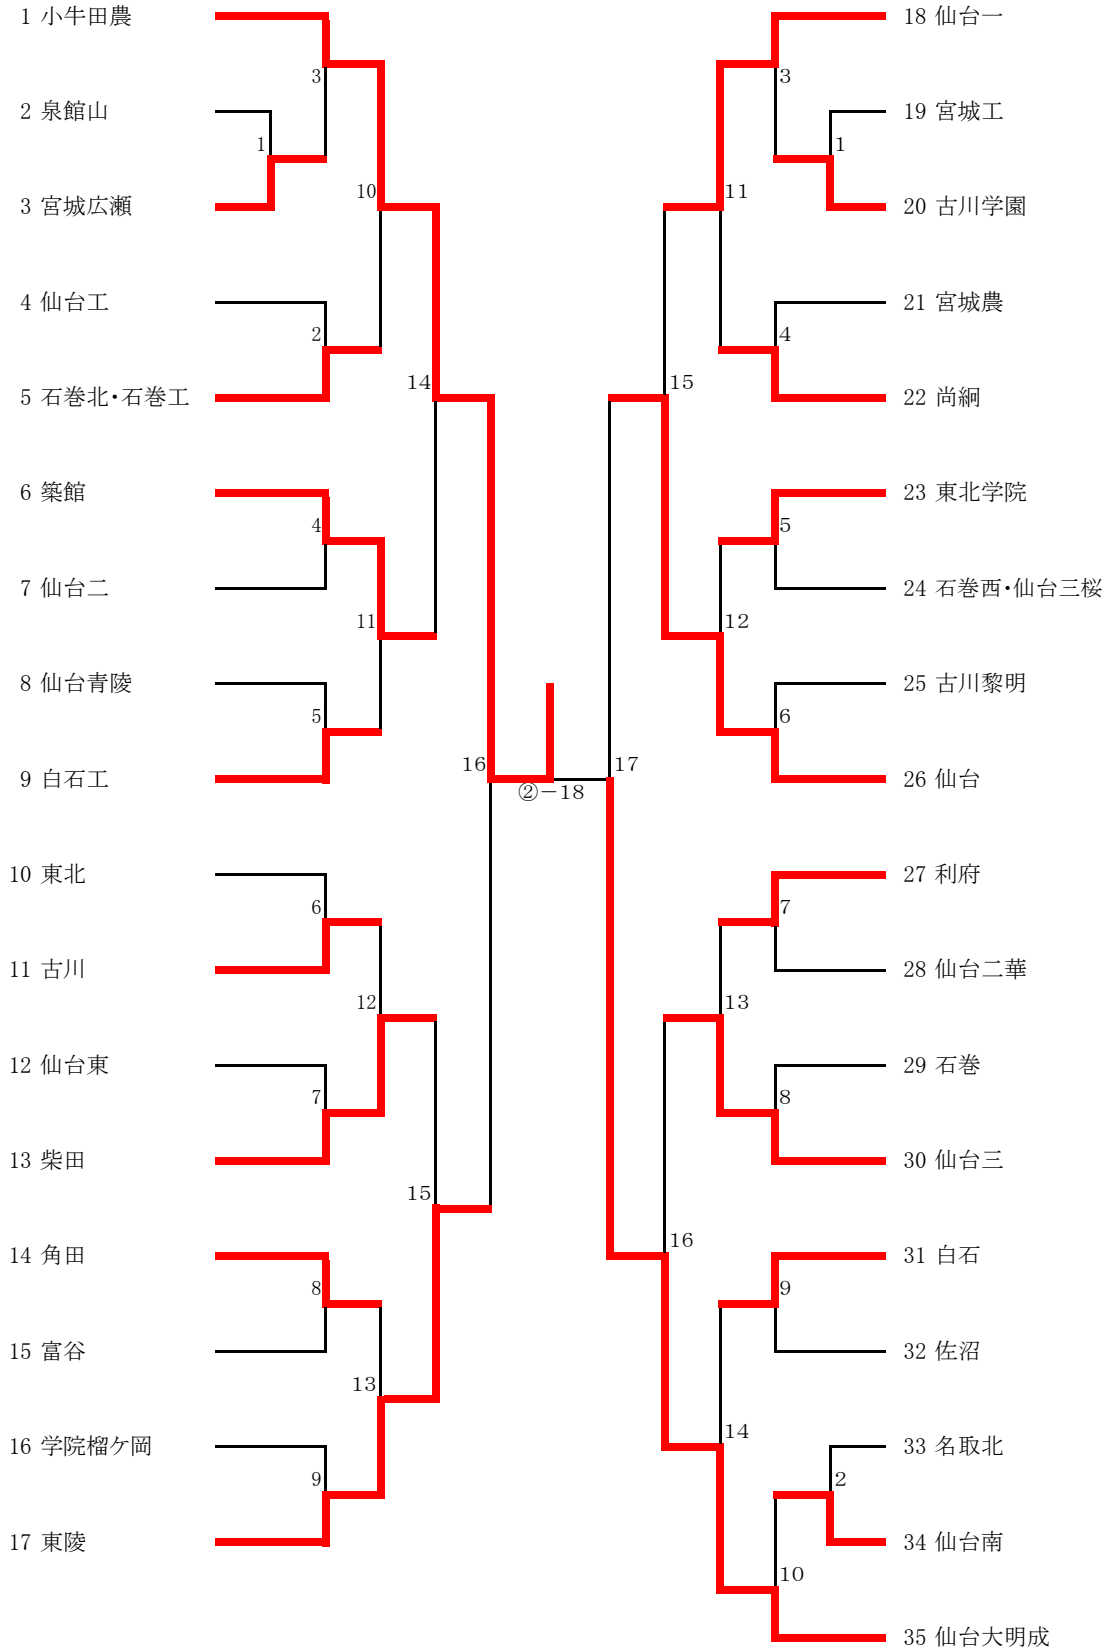 1 小牛田農
3
2 泉館山
1
3 宮城広瀬
10
4 仙台工
2
5 石巻北・石巻工
14
6 築館
4
7 仙台二
11
8 仙台青陵
5
9 白石工
16
②－18
10 東北
6
11 古川
12
12 仙台東
7
13 柴田
15
14 角田
8
15 富谷
13
16 学院榴ケ岡
9
17 東陵
18 仙台一
3
19 宮城工
1
20 古川学園
11
21 宮城農
4
22 尚絅
15
23 東北学院
5
24 石巻西・仙台三桜
12
25 古川黎明
6
26 仙台
17
27 利府
7
28 仙台二華
13
29 石巻
8
30 仙台三
16
31 白石
9
32 佐沼
14
33 名取北
2
34 仙台南
10
35 仙台大明成